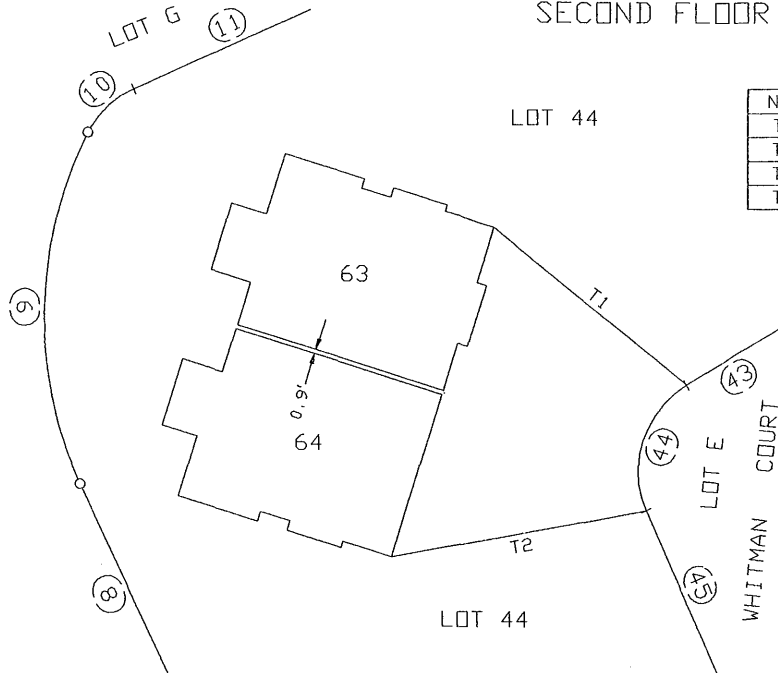 SECOND FLOOR
LOT G
11
10
LOT 44
N
T
T
T
T
63
T1
9
0.9'
43
64
44
LOT E
WHITMAN COURT
T2
8
45
LOT 44